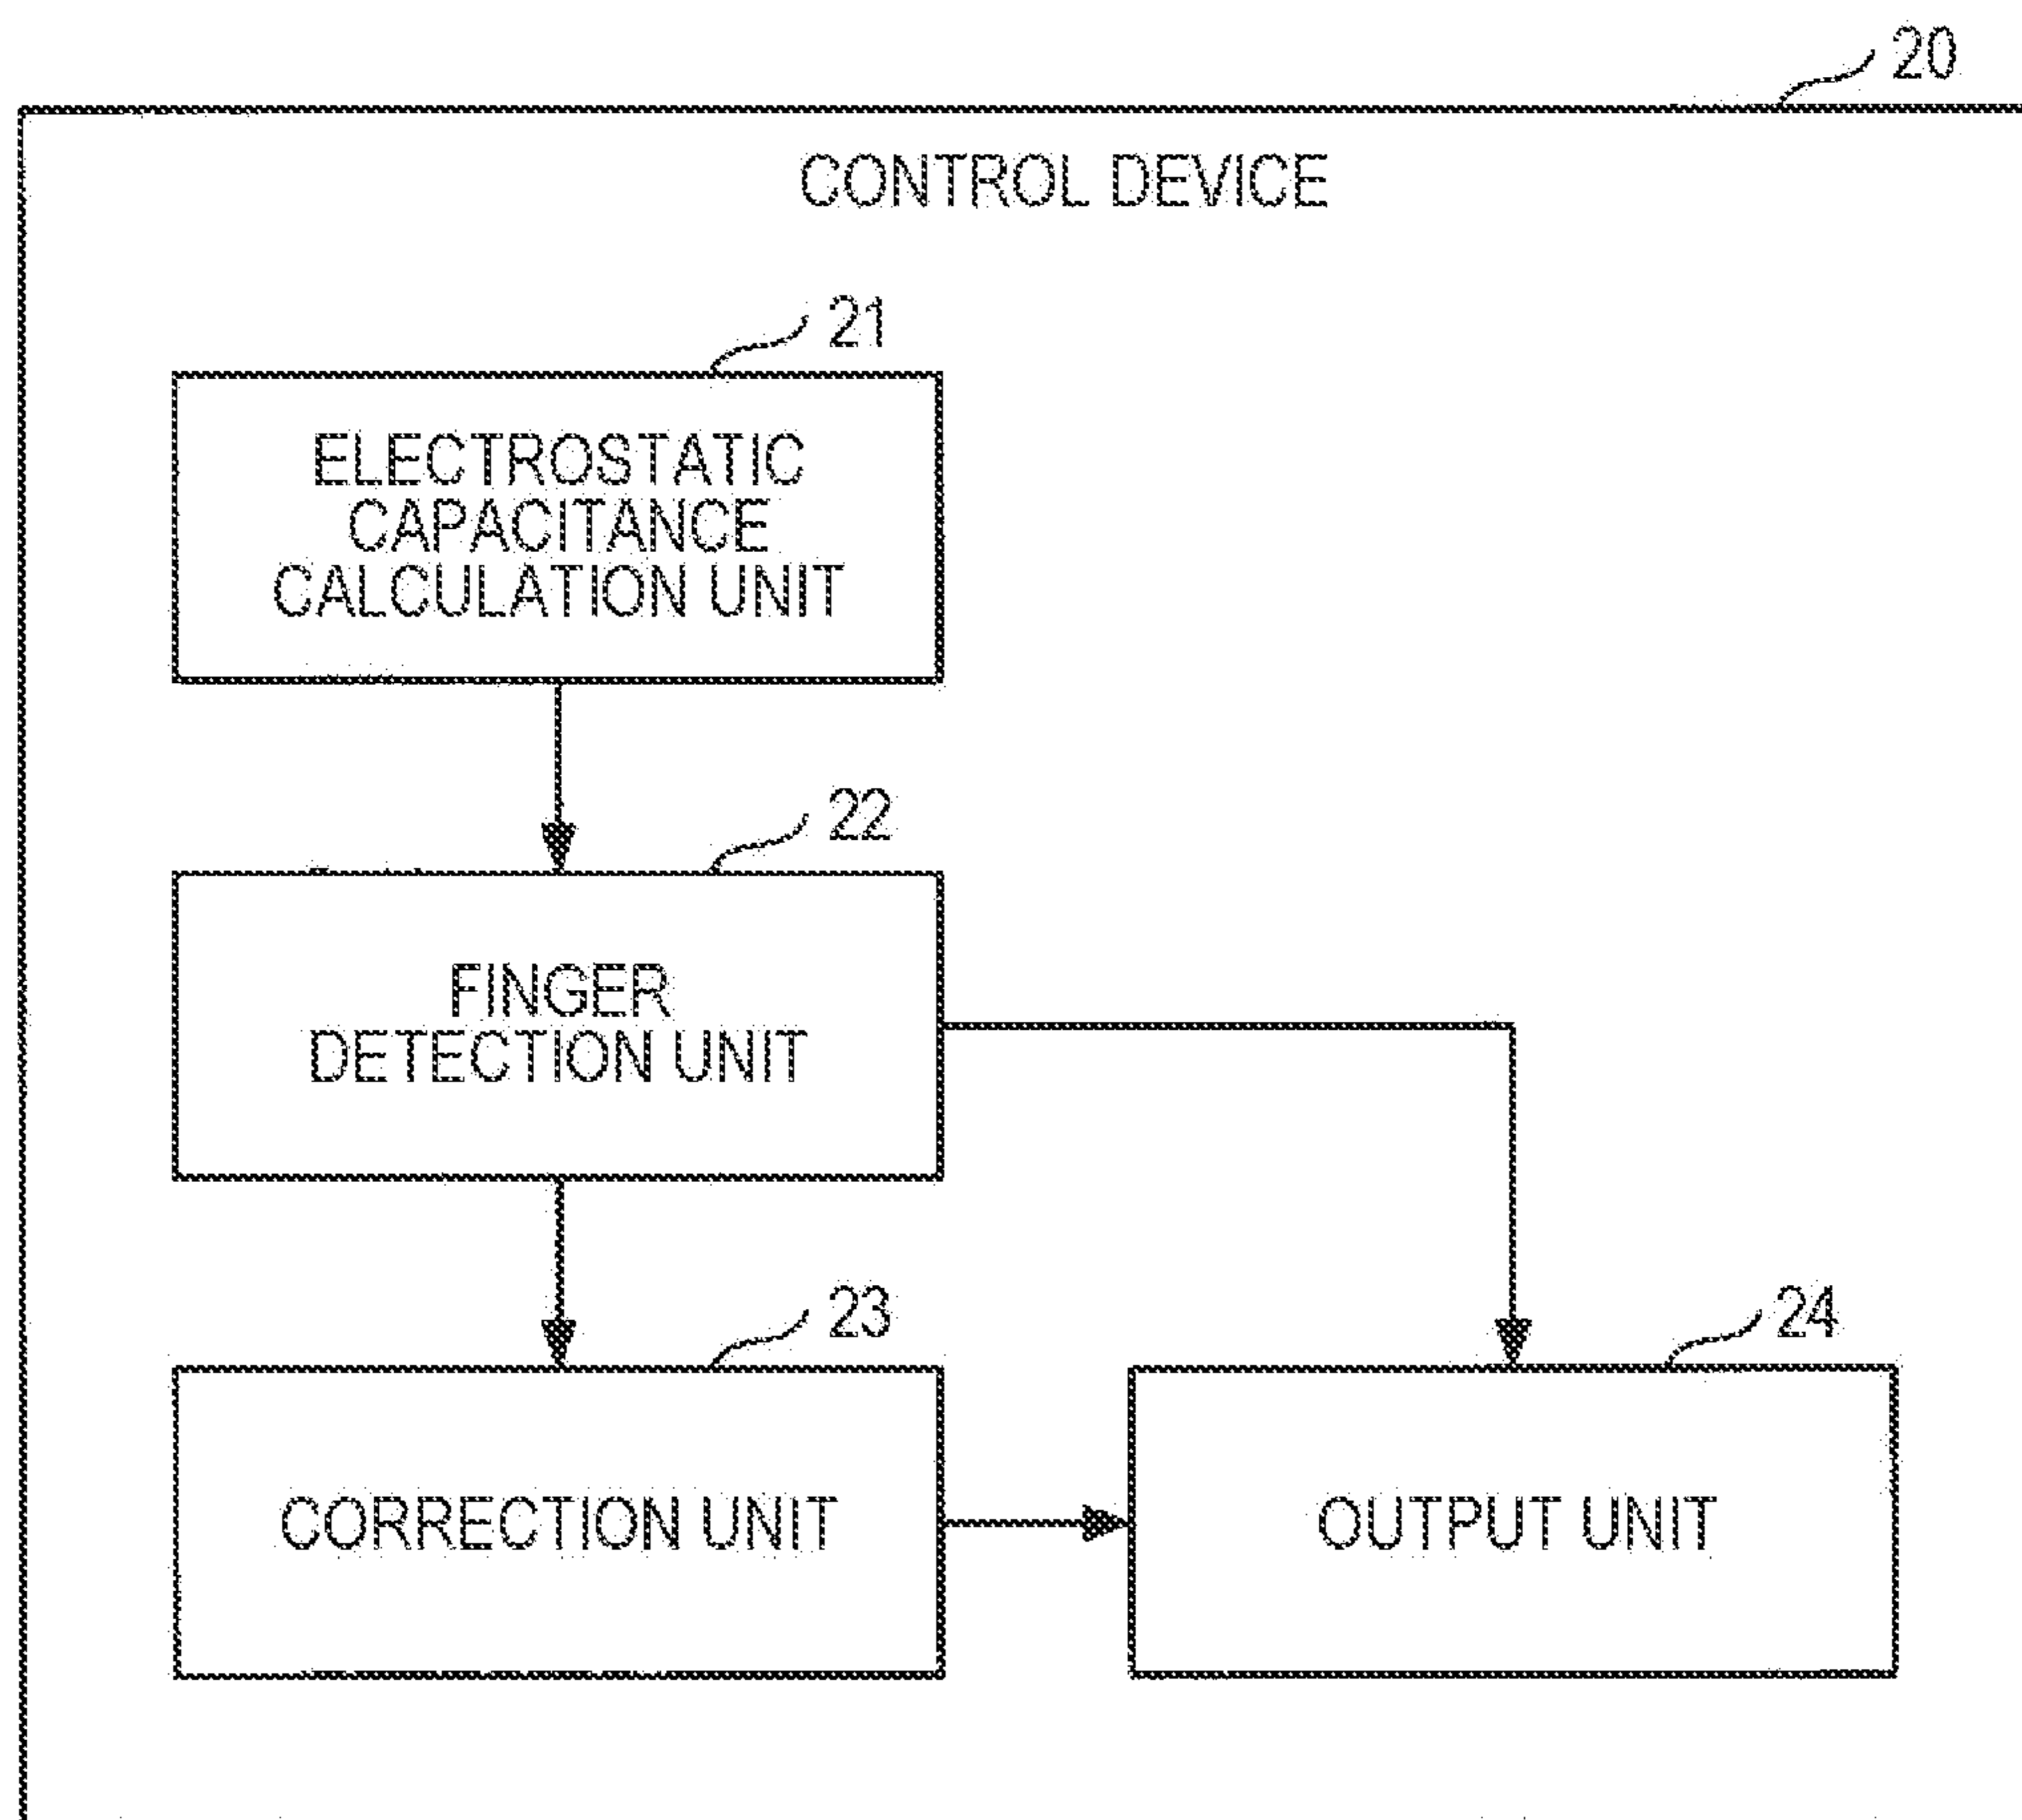 20
CONTROL DEVICE
21
ELECTROSTATIC
CAPACITANCE
CALCULATION UNIT
22
FINGER
DETECTION UNIT
23
24
CORRECTION UNIT
OUTPUT UNIT